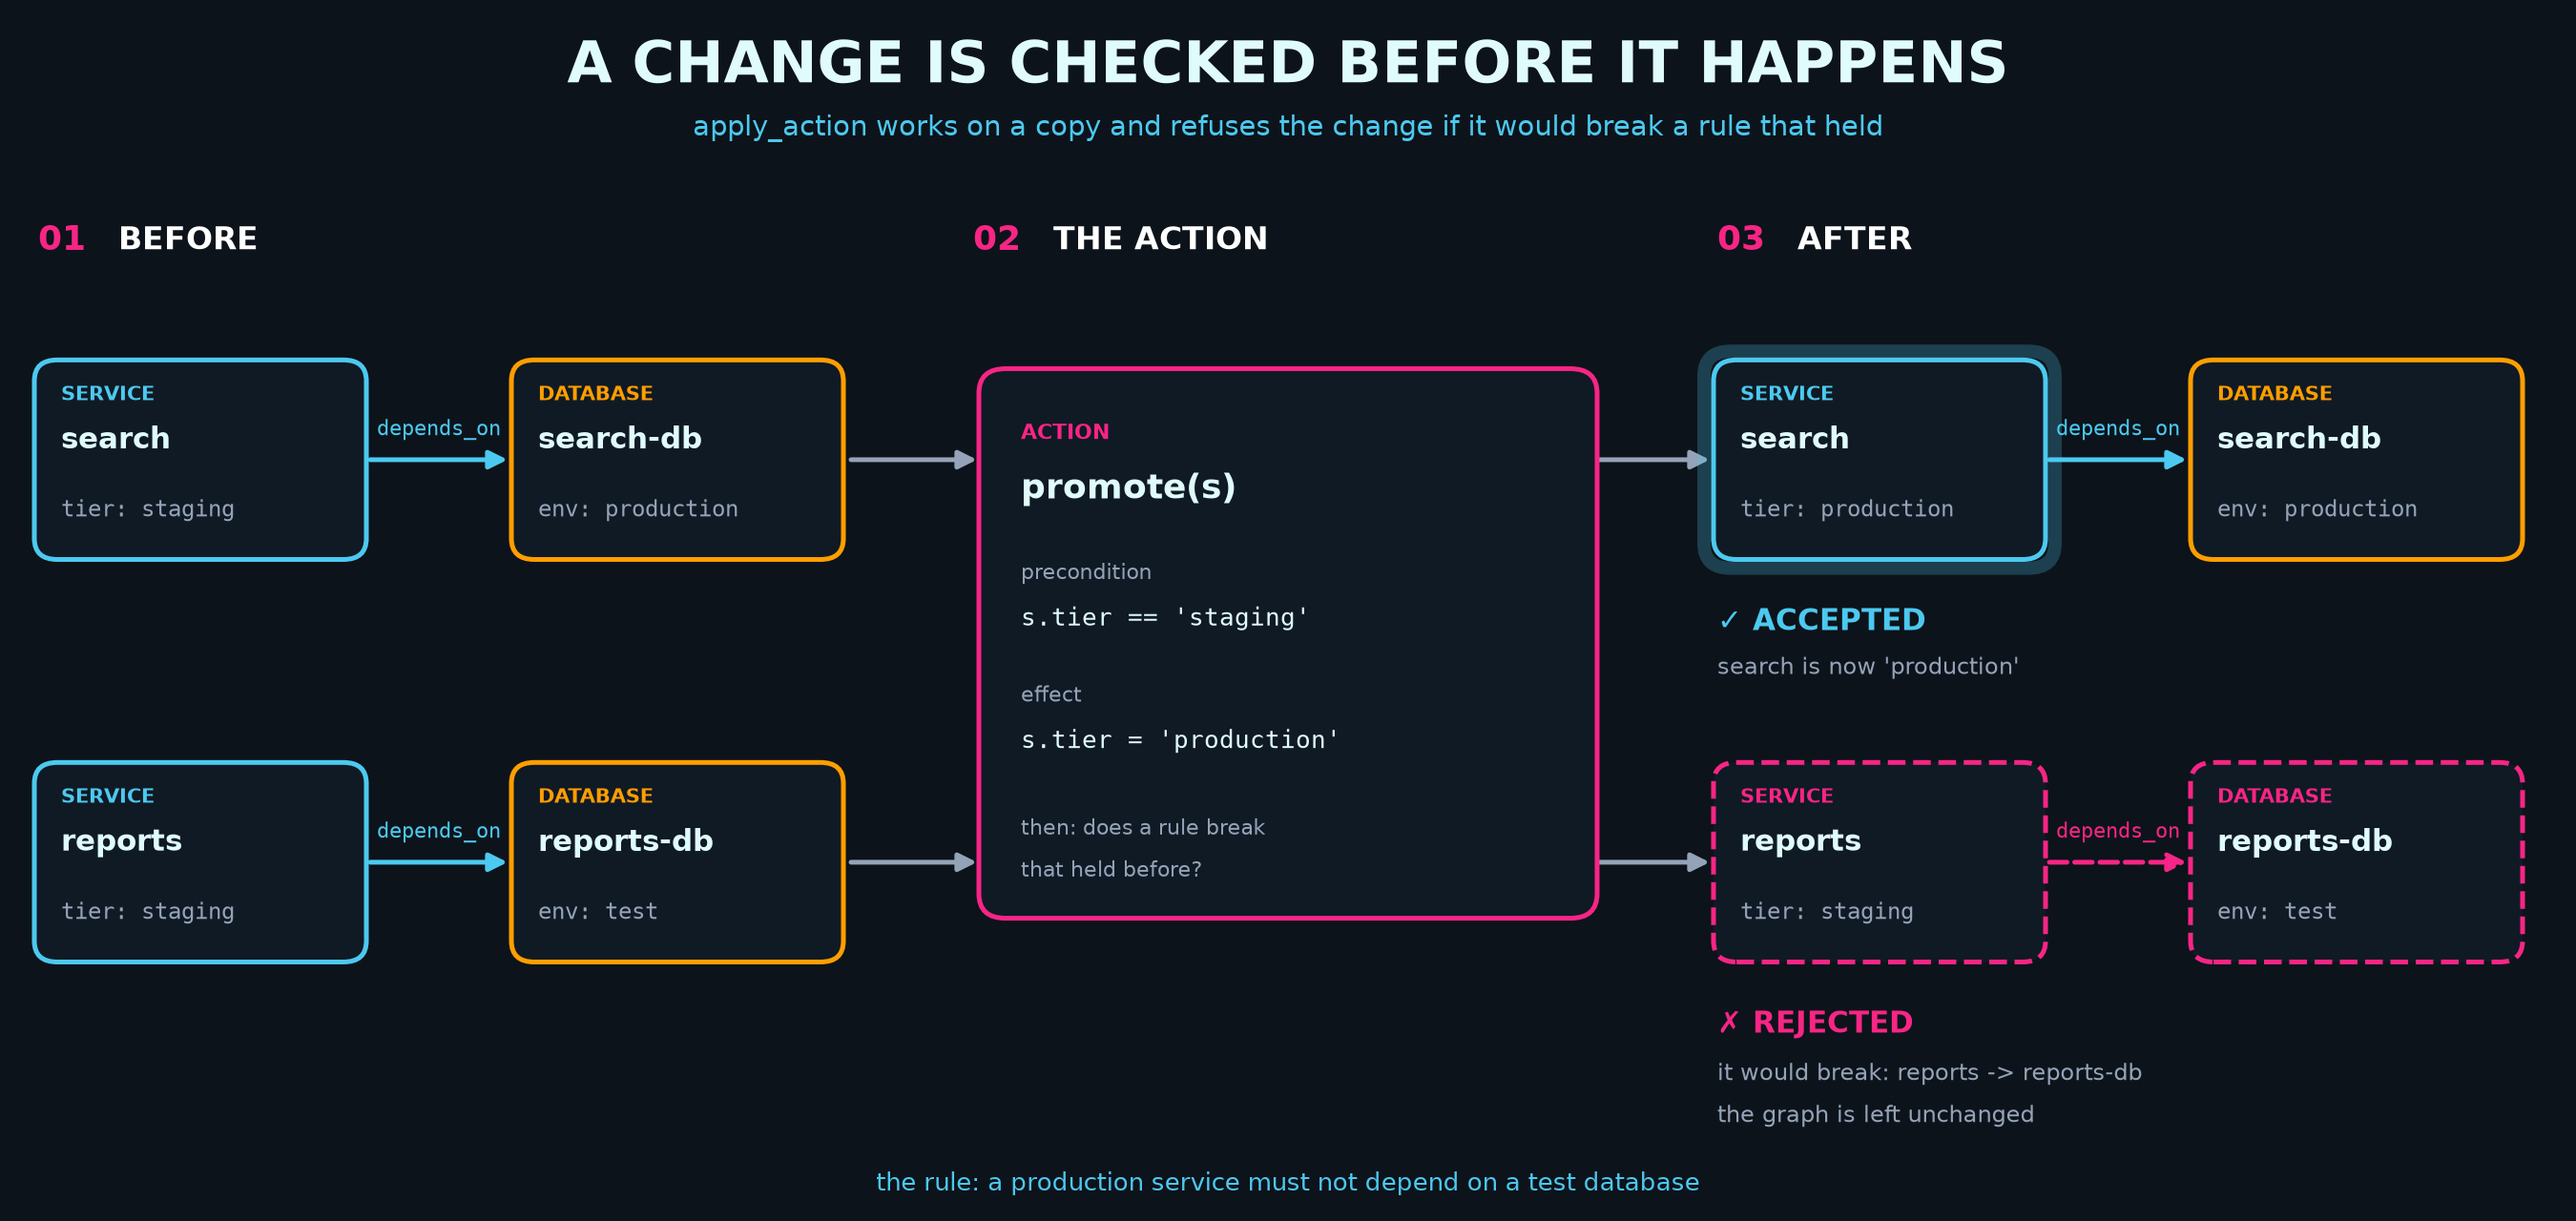 A CHANGE IS CHECKED BEFORE IT HAPPENS
apply_action works on a copy and refuses the change if it would break a rule that held
01 BEFORE
SERVICE
search
tier: staging
depends_on
DATABASE
search-db
env: production
SERVICE
reports
tier: staging
depends_on
DATABASE
reports-db
env: test
02 THE ACTION
ACTION
promote(s)
precondition
s.tier == 'staging'
effect
s.tier = 'production'
then: does a rule break
that held before?
03 AFTER
SERVICE
search
tier: production
depends_on
DATABASE
search-db
env: production
✓ ACCEPTED
search is now 'production'
SERVICE
reports
tier: staging
depends_on
DATABASE
reports-db
env: test
✗ REJECTED
it would break: reports -> reports-db
the graph is left unchanged
the rule: a production service must not depend on a test database